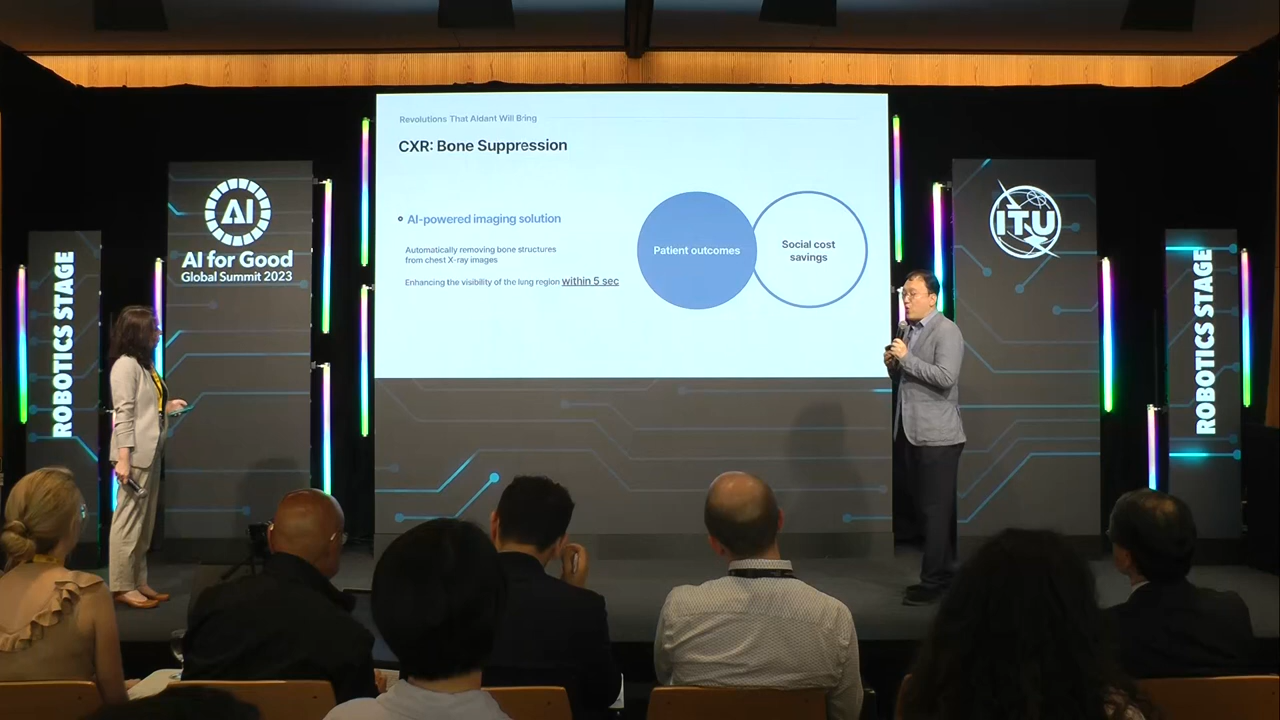 Revolutions That AIdant Will Bring
CXR: Bone Suppression
AI-powered imaging solution
Automatically removing bone structures
from chest X-ray images
Enhancing the visibility of the lung region within 5 sec
Patient outcomes
Social cost
savings
AI
AI for Good
Global Summit 2023
ROBOTICS STAGE
ITU
ROBOTICS STAGE